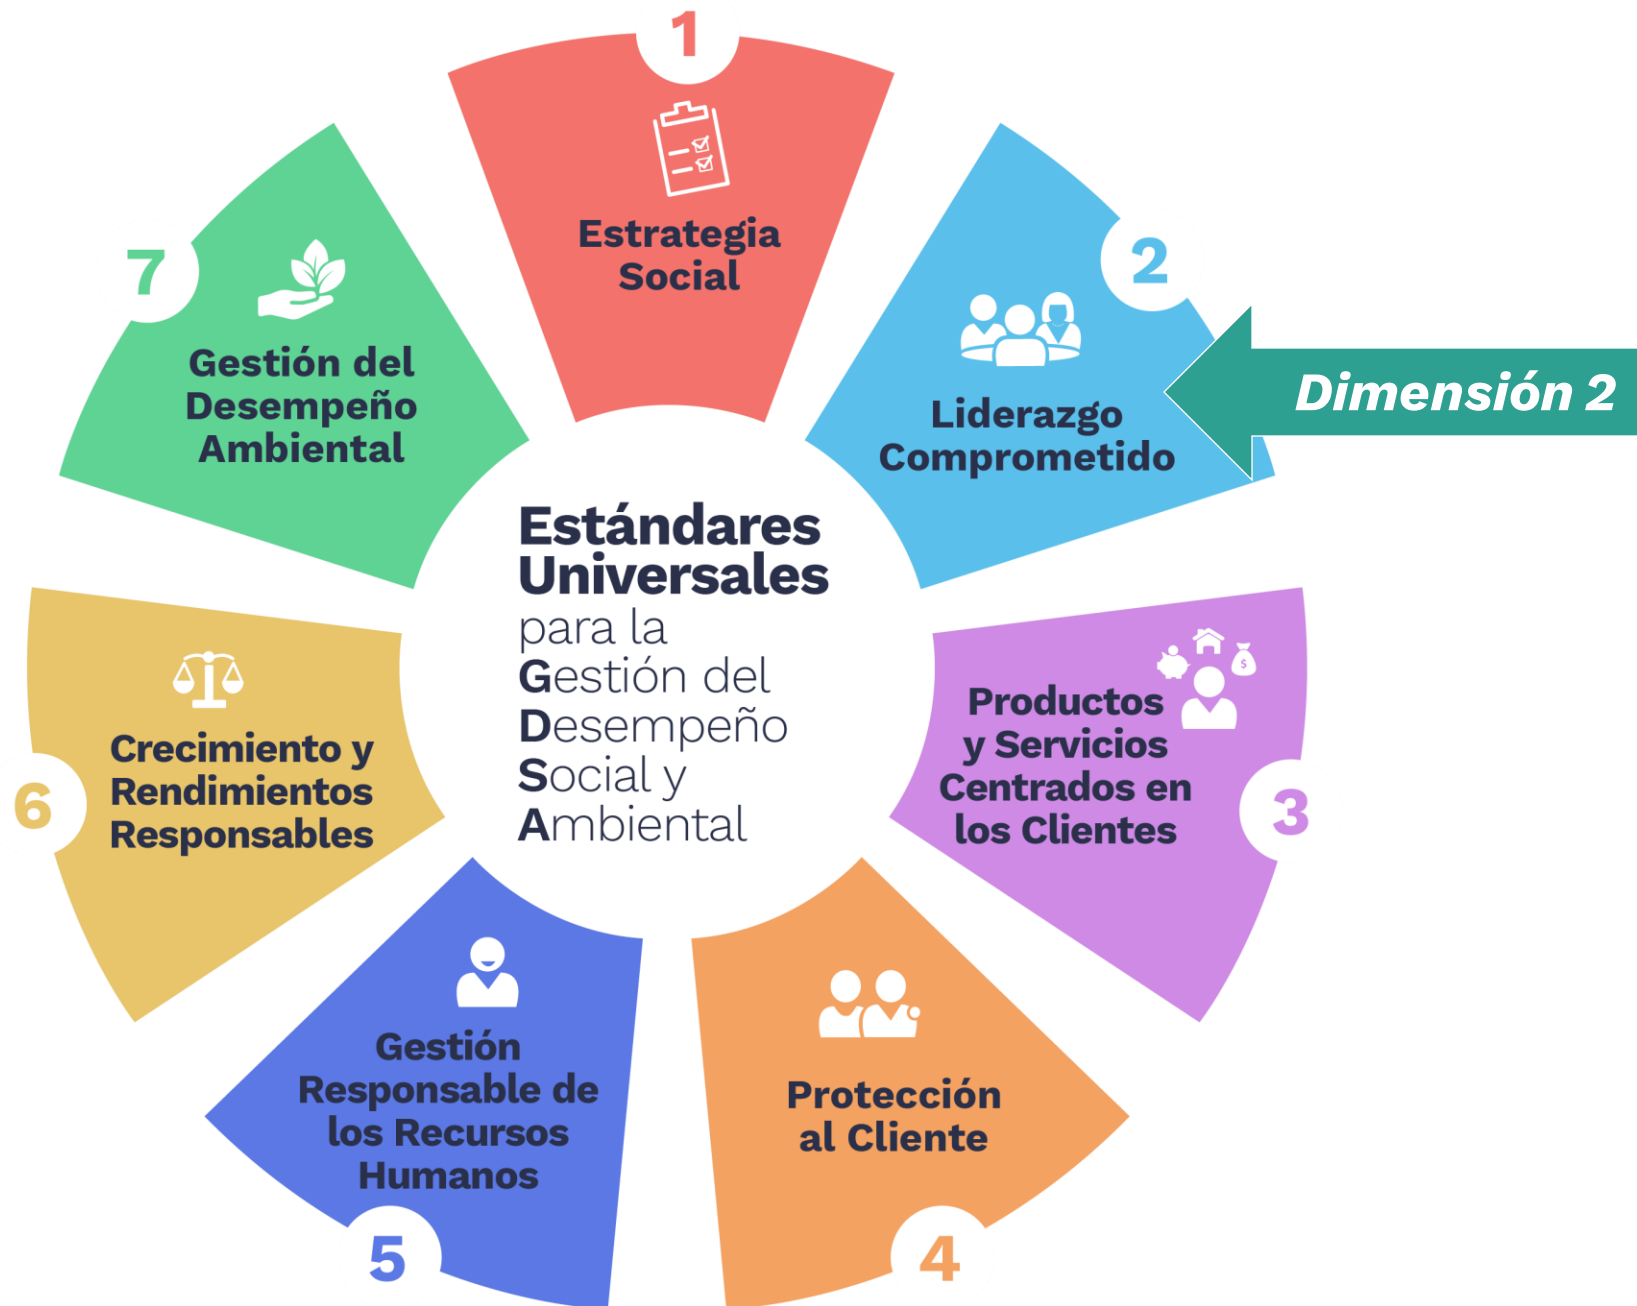 1
Estrategia
Social
2
Liderazgo
Comprometido
Dimensión 2
3
Productos
y Servicios
Centrados en
los Clientes
4
Protección
al Cliente
5
Gestión
Responsable de
los Recursos
Humanos
6
Crecimiento y
Rendimientos
Responsables
7
Gestión del
Desempeño
Ambiental
Estándares
Universales
para la
Gestión del
Desempeño
Social y
Ambiental
$